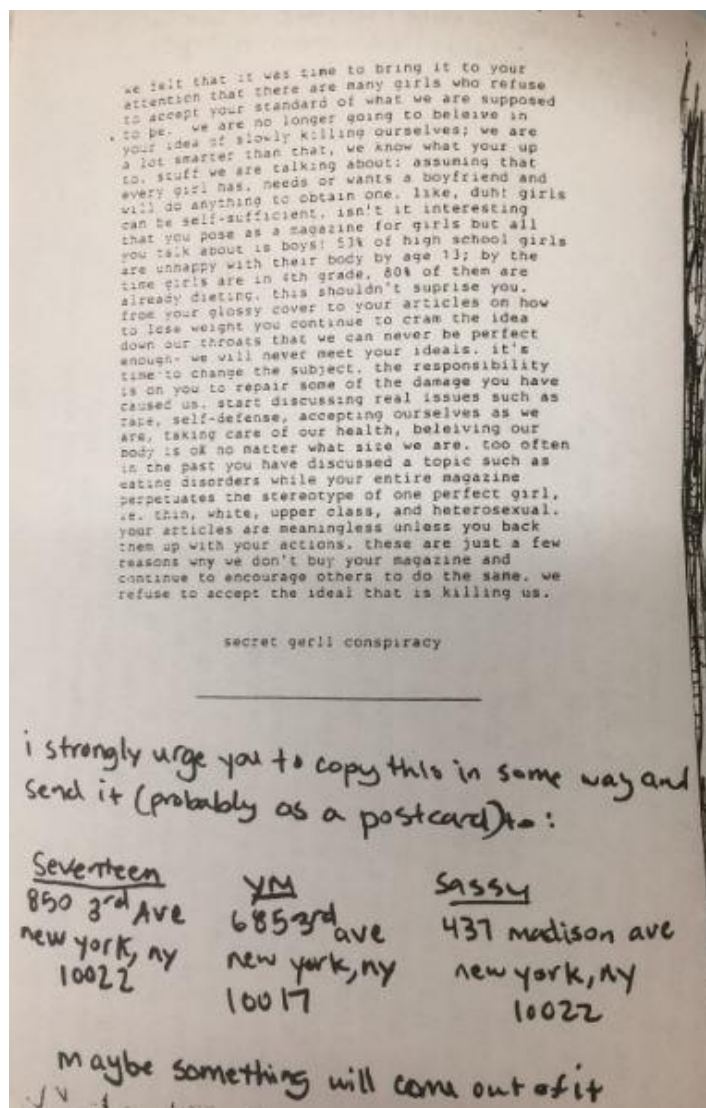 we felt that it was time to bring it to your
attention that there are many girls who refuse
to accept your standard of what we are supposed
to be. we are no longer going to beleive in
your idea of slowly killing ourselves; we are
a lot smarter than that, we know what your up
to. stuff we are talking about: assuming that
every girl has, needs or wants a boyfriend and
will do anything to obtain one. like, duh! girls
can be self-sufficient. isn't it interesting
that you pose as a magazine for girls but all
you talk about is boys! 53% of high school girls
are unhappy with their body by age 13; by the
time girls are in 4th grade, 80% of them are
already dieting. this shouldn't suprise you.
from your glossy cover to your articles on how
to lose weight you continue to cram the idea
down our throats that we can never be perfect
enough- we will never meet your ideals. it's
time to change the subject. the responsibility
is on you to repair some of the damage you have
caused us. start discussing real issues such as
rape, self-defense, accepting ourselves as we
are, taking care of our health, beleiving our
body is ok no matter what size we are. too often
in the past you have discussed a topic such as
eating disorders while your entire magazine
perpetuates the stereotype of one perfect girl,
ie. thin, white, upper class, and heterosexual.
your articles are meaningless unless you back
them up with your actions. these are just a few
reasons why we don't buy your magazine and
continue to encourage others to do the same. we
refuse to accept the ideal that is killing us.
secret gerll conspiracy
i strongly urge you to copy this in some way and
send it (probably as a postcard) to:
Seventeen
850 3rd Ave
new york, ny
10022
YM
685 3rd ave
new york, ny
10017
Sassy
437 madison ave
new york, ny
10022
maybe something will come out of it